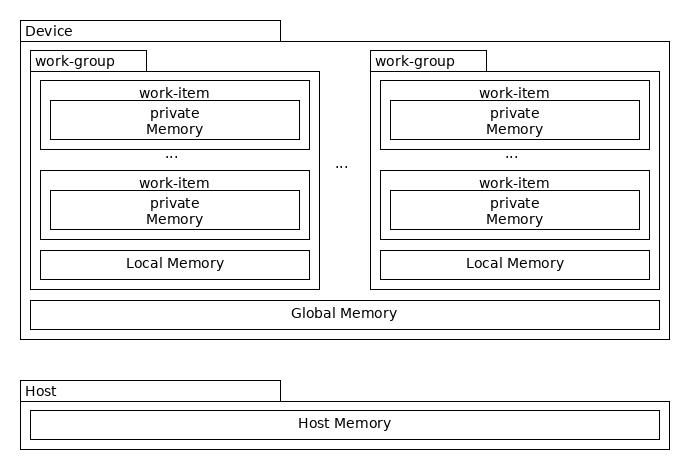 Device
work-group
work-item
private
Memory
...
work-item
private
Memory
Local Memory
...
work-group
work-item
private
Memory
...
work-item
private
Memory
Local Memory
Global Memory
Host
Host Memory